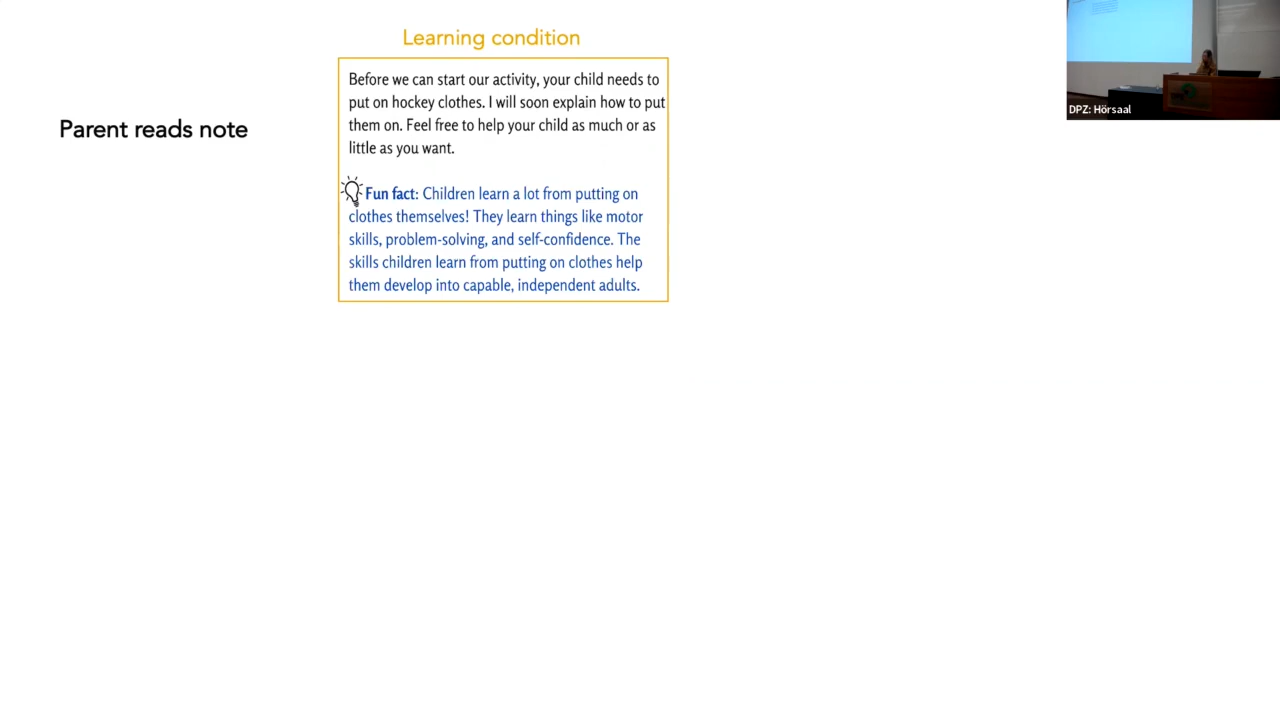 Learning condition
Before we can start our activity, your child needs to
put on hockey clothes. I will soon explain how to put
them on. Feel free to help your child as much or as
little as you want.
Parent reads note
Fun fact: Children learn a lot from putting on
clothes themselves! They learn things like motor
skills, problem-solving, and self-confidence. The
skills children learn from putting on clothes help
them develop into capable, independent adults.
DPZ: Hörsaal